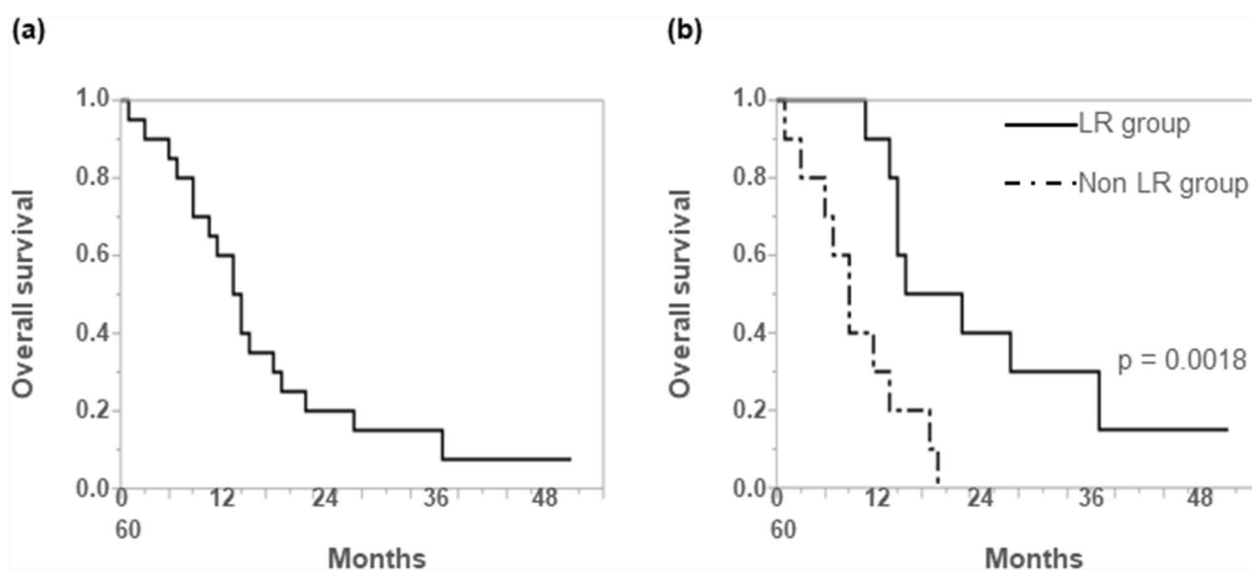 (a)
1.0
0.8
0.6
0.4
0.2
0.0
Overall survival
0 12 24 36 48
60
Months
(b)
1.0
0.8
0.6
0.4
0.2
0.0
Overall survival
LR group
Non LR group
p = 0.0018
0 12 24 36 48
60
Months